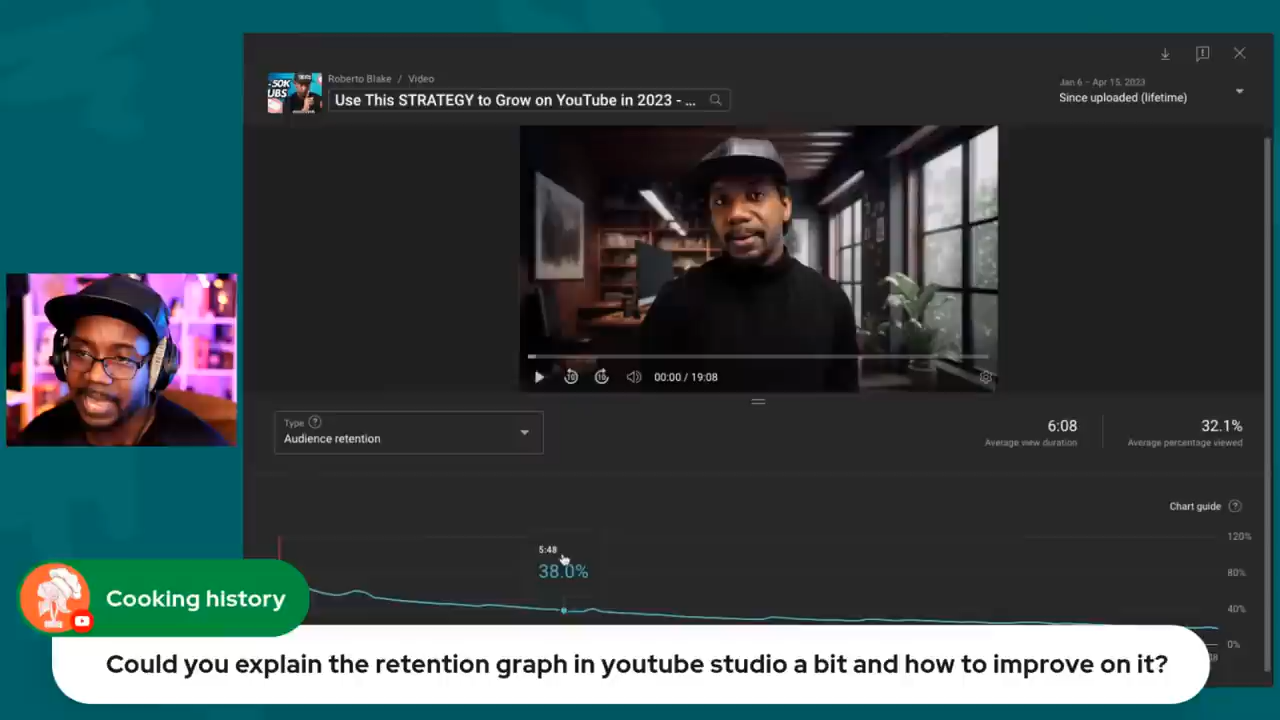 Roberto Blake / Video
Use This STRATEGY to Grow on YouTube in 2023 - ...
Jan 6 – Apr 15, 2023
Since uploaded (lifetime)
50K
UBS
00:00 / 19:08
Type
Audience retention
6:08
Average view duration
32.1%
Average percentage viewed
Chart guide
120%
5:48
38.0%
80%
40%
0%
Cooking history
Could you explain the retention graph in youtube studio a bit and how to improve on it?